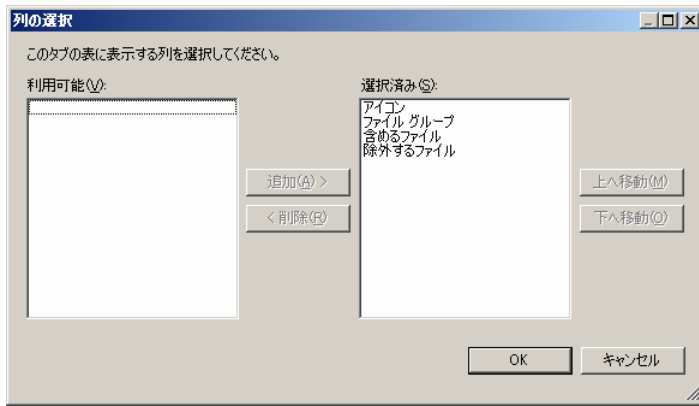 列の選択
このタブの表に表示する列を選択してください。
利用可能(V):
選択済み(S):
アイコン
ファイル グループ
含めるファイル
除外するファイル
追加(A) >
< 削除(R)
上へ移動(M)
下へ移動(O)
OK
キャンセル